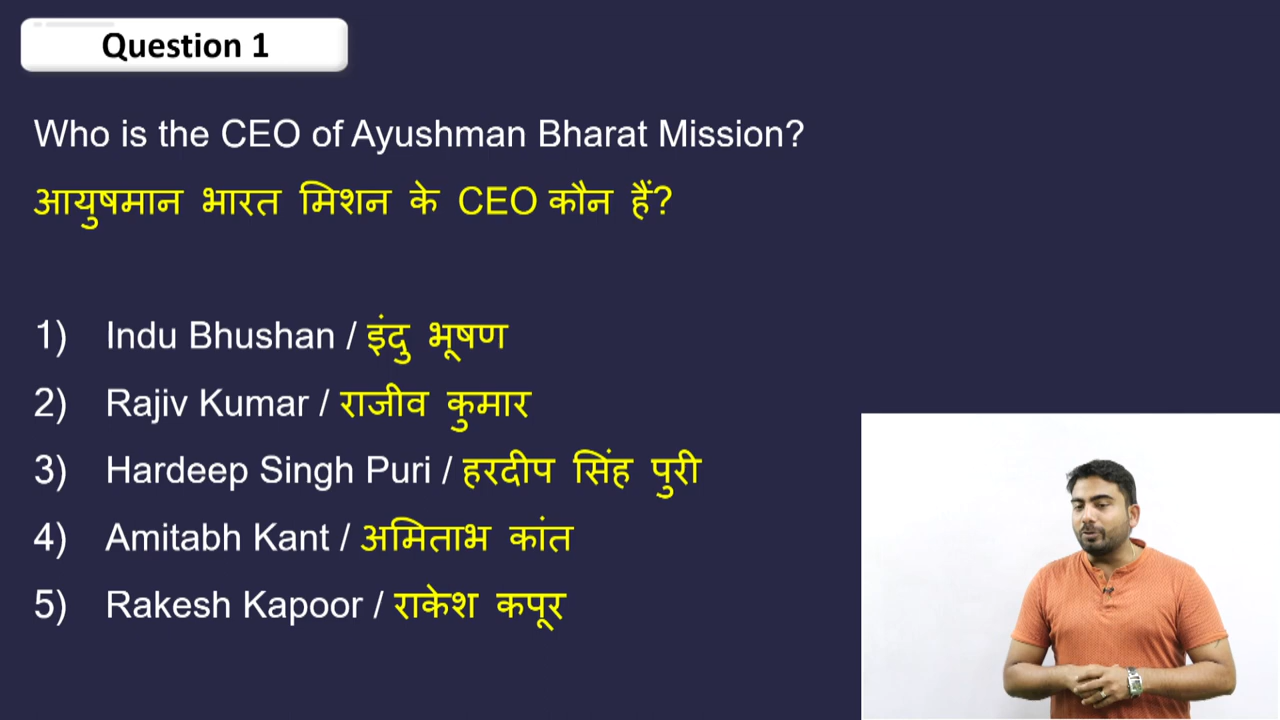 Question 1
Who is the CEO of Ayushman Bharat Mission?
आयुषमान भारत मिशन के CEO कौन हैं?
1) Indu Bhushan / इंदु भूषण
2) Rajiv Kumar / राजीव कुमार
3) Hardeep Singh Puri / हरदीप सिंह पुरी
4) Amitabh Kant / अमिताभ कांत
5) Rakesh Kapoor / राकेश कपूर